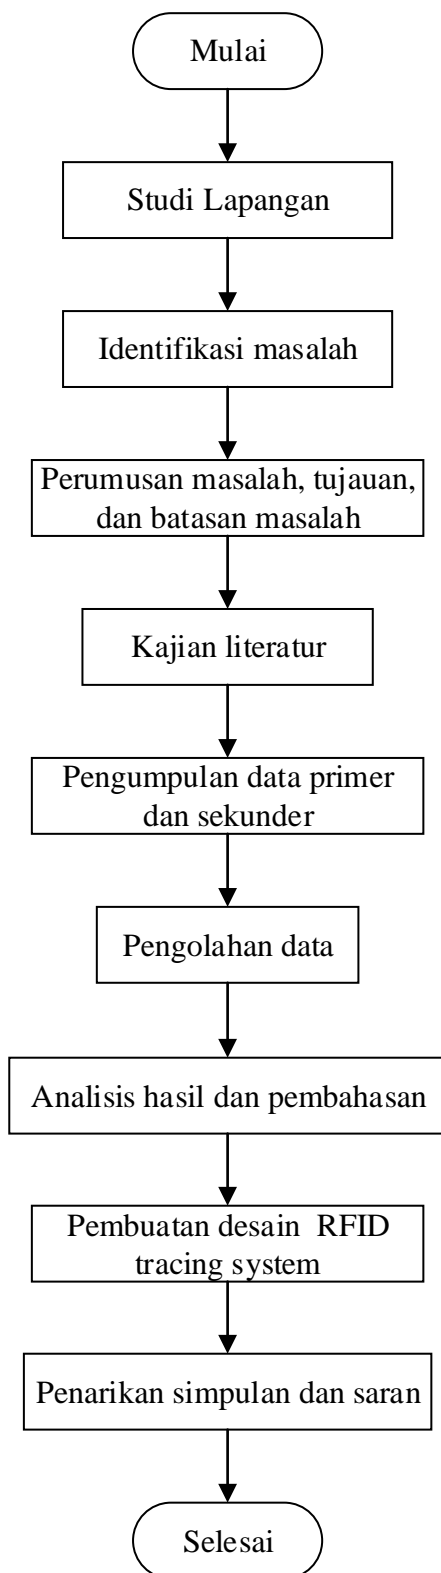 Mulai
Studi Lapangan
Identifikasi masalah
Perumusan masalah, tujauan,
dan batasan masalah
Kajian literatur
Pengumpulan data primer
dan sekunder
Pengolahan data
Analisis hasil dan pembahasan
Pembuatan desain  RFID
tracing system
Penarikan simpulan dan saran
Selesai